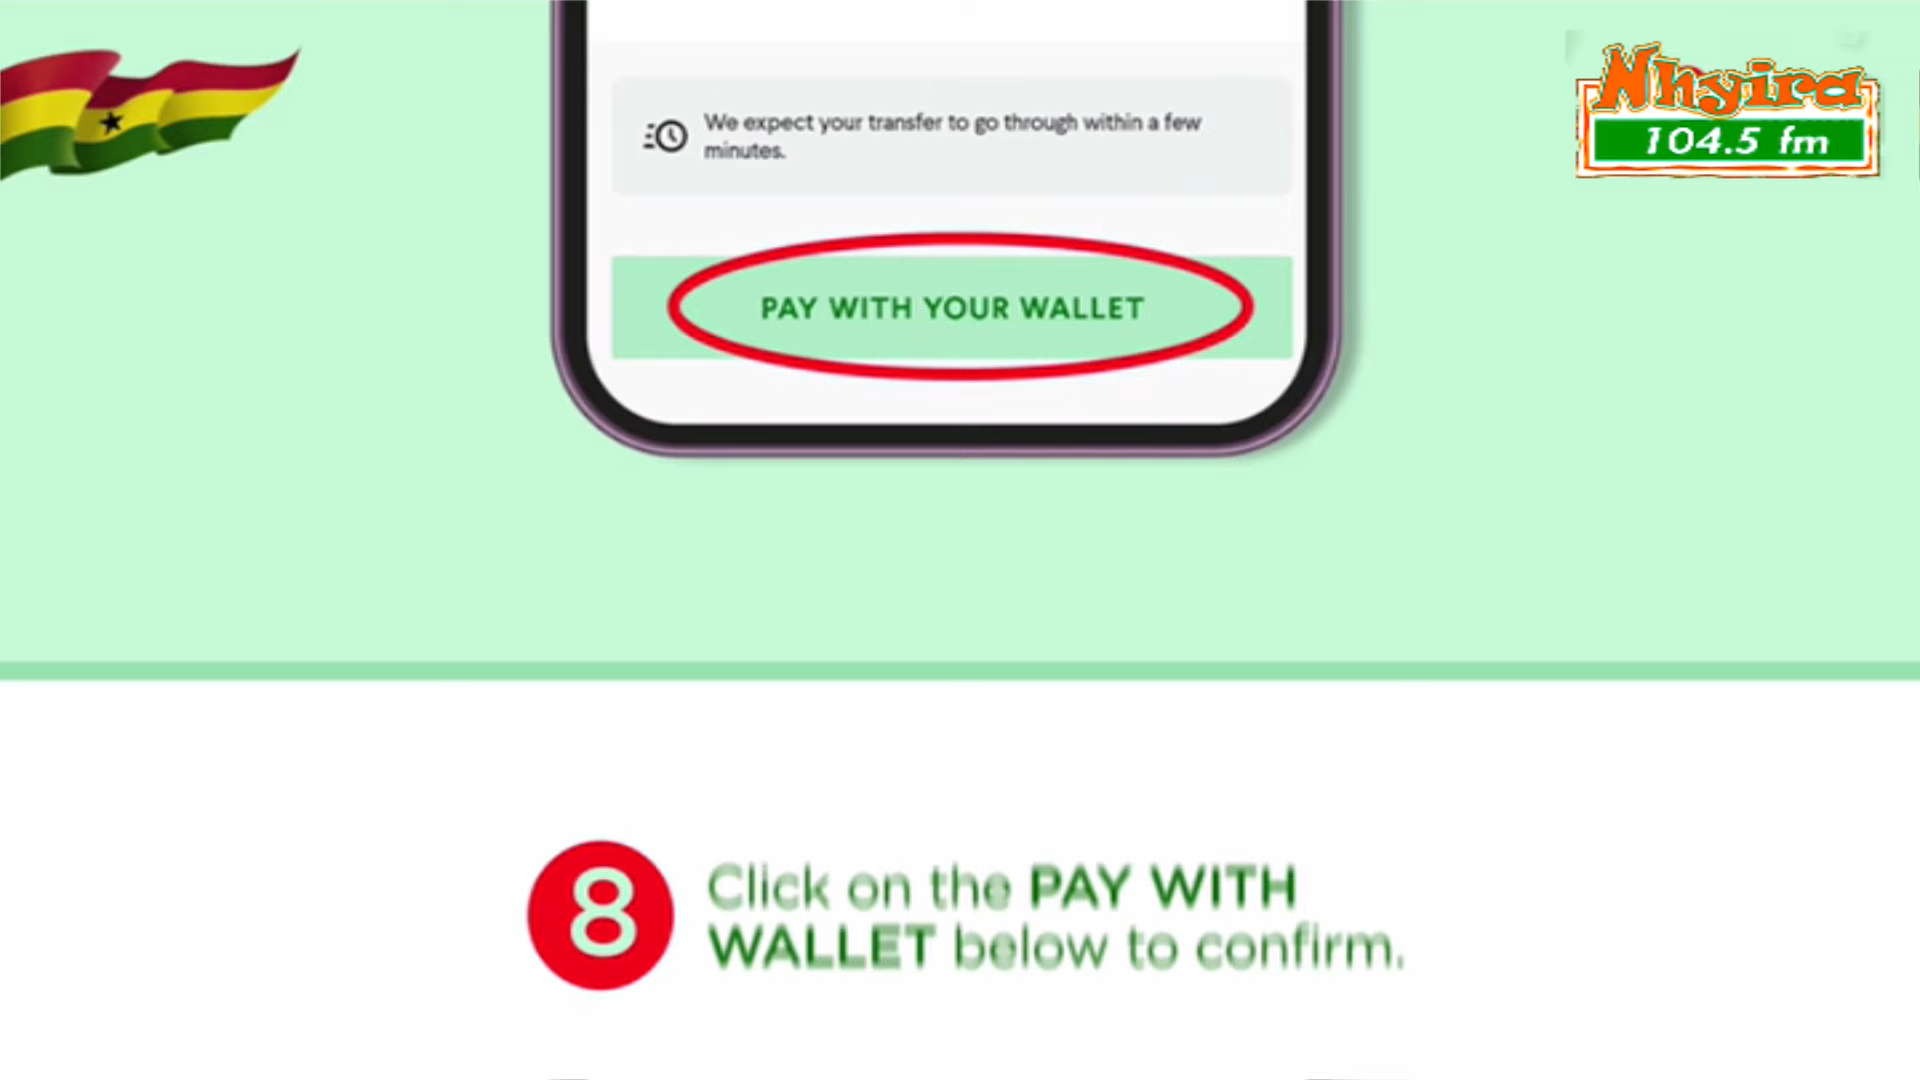 Nhyira
104.5 fm
We expect your transfer to go through within a few
minutes.
PAY WITH YOUR WALLET
8
Click on the PAY WITH
WALLET below to confirm.